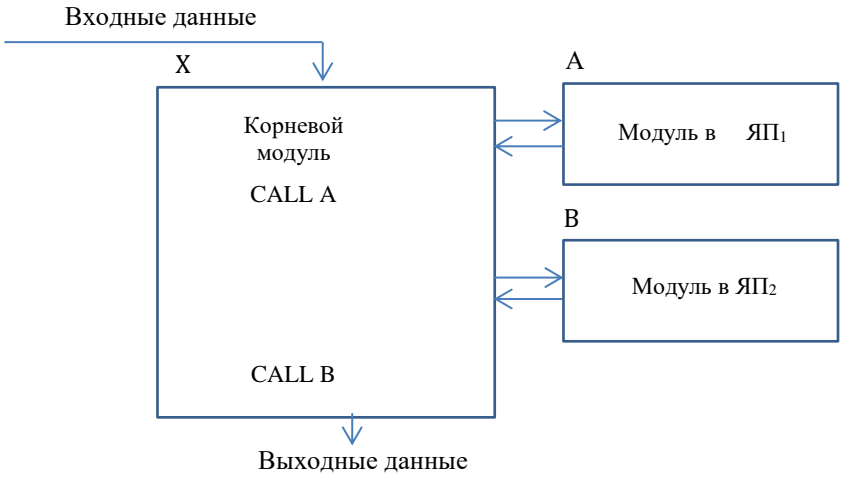 Входные данные
X
A
Корневой
модуль
Модуль в ЯП₁
CALL A
B
Модуль в ЯП₂
CALL B
Выходные данные